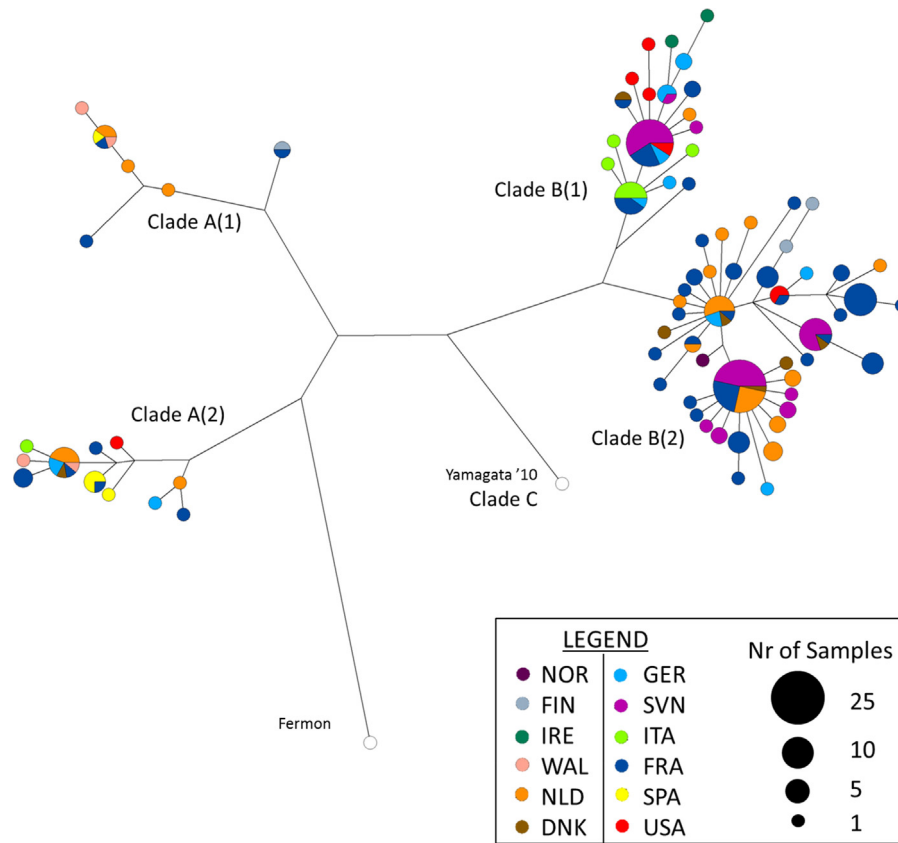 Clade A(1)
Clade B(1)
Clade A(2)
Clade B(2)
Yamagata ’10
Clade C
Fermon
LEGEND
NOR
FIN
IRE
WAL
NLD
DNK
GER
SVN
ITA
FRA
SPA
USA
Nr of Samples
25
10
5
1